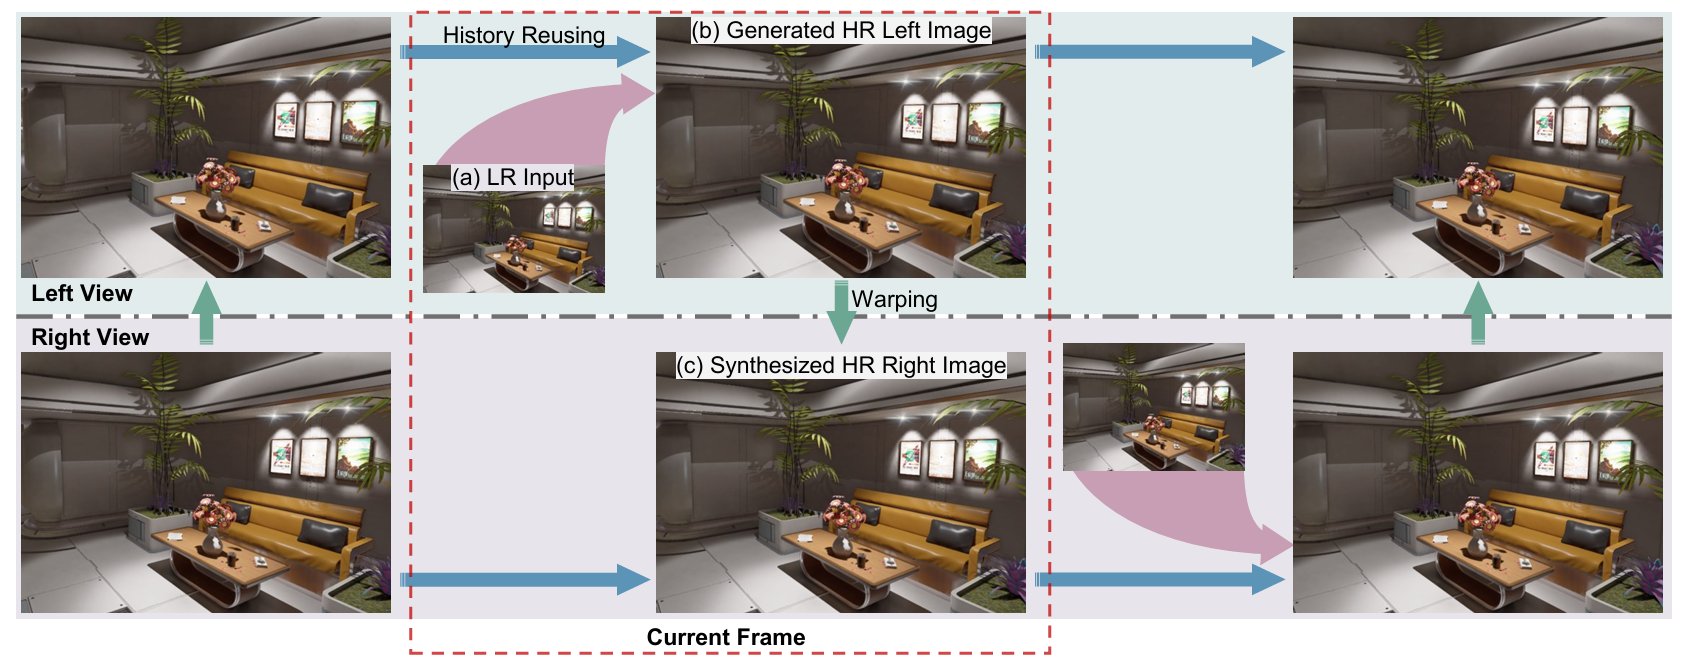 History Reusing
(b) Generated HR Left Image
(a) LR Input
Left View
Warping
Right View
(c) Synthesized HR Right Image
Current Frame